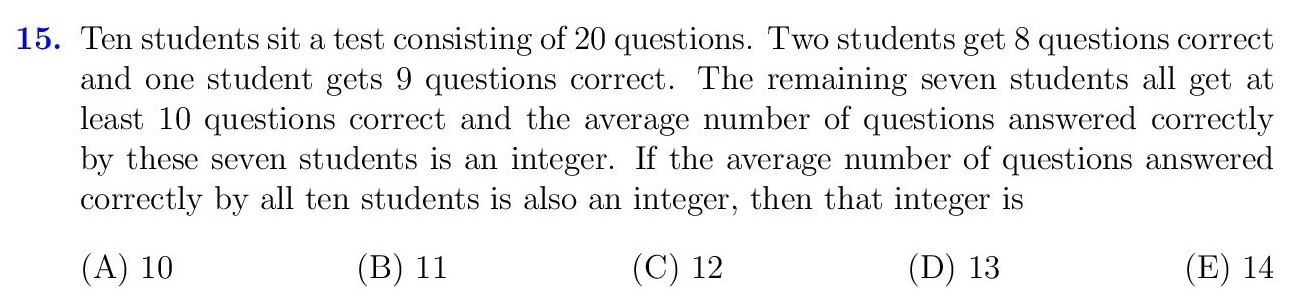 15. Ten students sit a test consisting of 20 questions. Two students get 8 questions correct
and one student gets 9 questions correct. The remaining seven students all get at
least 10 questions correct and the average number of questions answered correctly
by these seven students is an integer. If the average number of questions answered
correctly by all ten students is also an integer, then that integer is
(A) 10 (B) 11 (C) 12 (D) 13 (E) 14